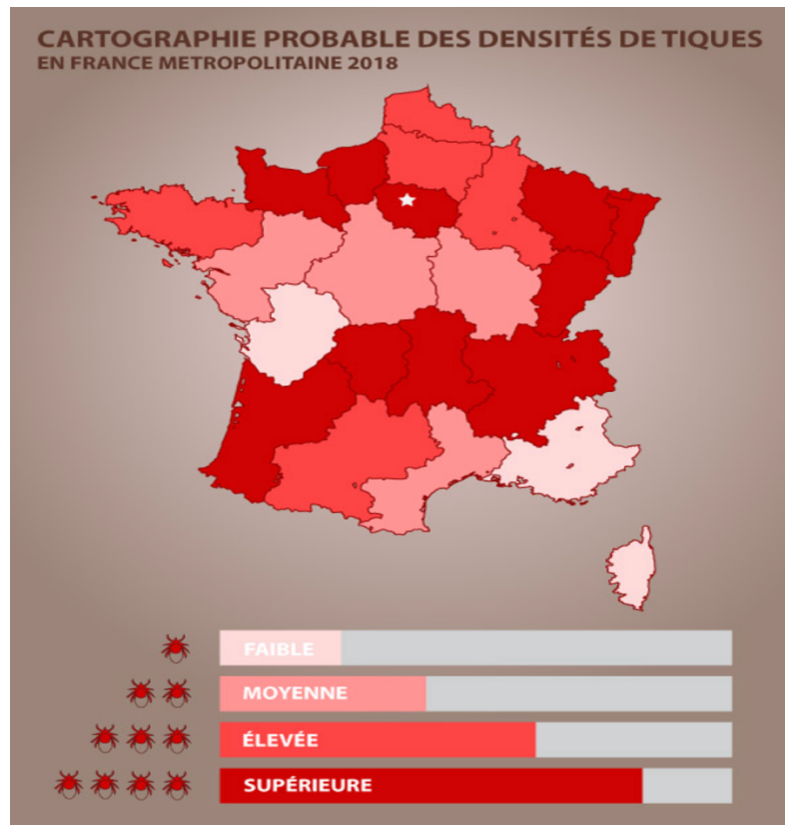 CARTOGRAPHIE PROBABLE DES DENSITÉS DE TIQUES
EN FRANCE METROPOLITAINE 2018
FAIBLE
MOYENNE
ÉLEVÉE
SUPÉRIEURE